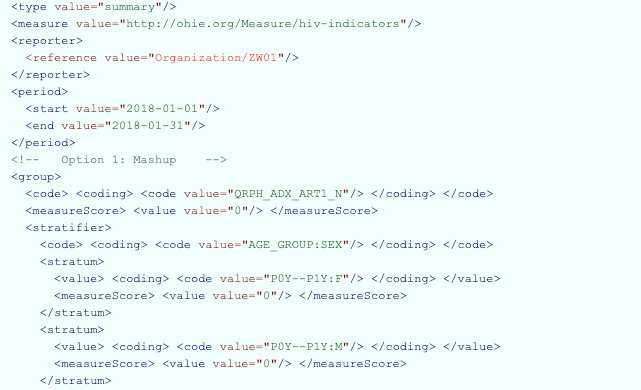 <type value="summary"/>
<measure value="http://ohie.org/Measure/hiv-indicators"/>
<reporter>
<reference value="Organization/ZW01"/>
</reporter>
<period>
<start value="2018-01-01"/>
<end value="2018-01-31"/>
</period>
<!--   Option 1: Mashup    -->
<group>
<code> <coding> <code value="QRPH_ADX_ART1_N"/> </coding> </code>
<measureScore> <value value="0"/> </measureScore>
<stratifier>
<code> <coding> <code value="AGE_GROUP:SEX"/> </coding> </code>
<stratum>
<value> <coding> <code value="P0Y--P1Y:F"/> </coding> </value>
<measureScore> <value value="0"/> </measureScore>
</stratum>
<stratum>
<value> <coding> <code value="P0Y--P1Y:M"/> </coding> </value>
<measureScore> <value value="0"/> </measureScore>
</stratum>